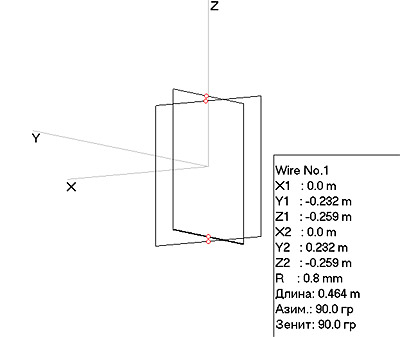 Z
Y
X
Wire No.1
X1 : 0.0 m
Y1 : -0.232 m
Z1 : -0.259 m
X2 : 0.0 m
Y2 : 0.232 m
Z2 : -0.259 m
R : 0.8 mm
Длина: 0.464 m
Азим.: 90.0 гр
Зенит: 90.0 гр